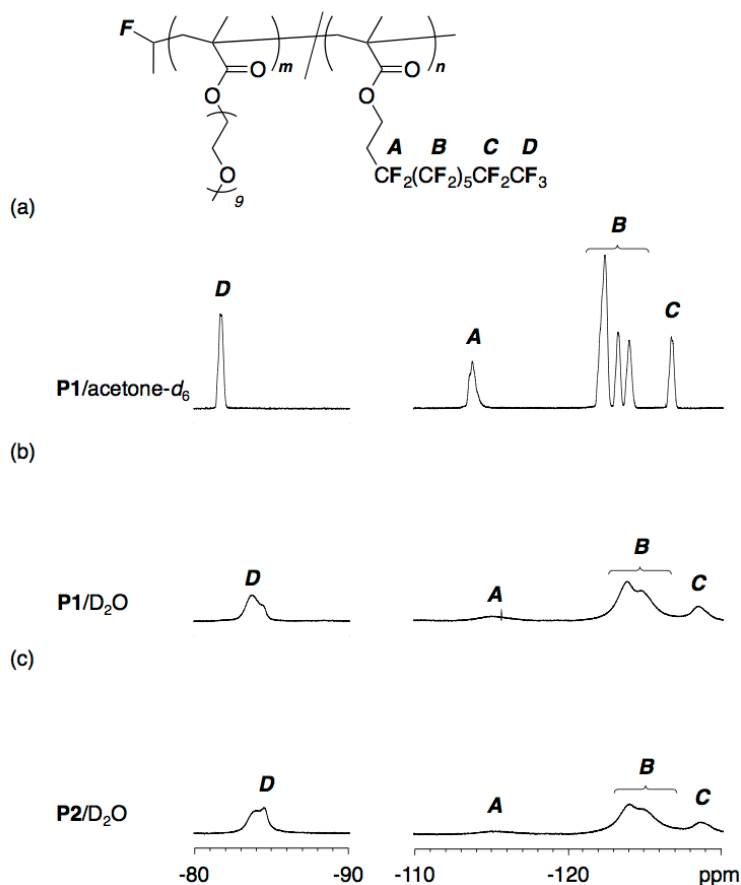 F
m
n
O
O
O
O
O
9
A B C D
CF₂(CF₂)₅CF₂CF₃
(a)
D
A
B
C
P1/acetone-d₆
(b)
D
A
B
C
P1/D₂O
(c)
D
A
B
C
P2/D₂O
-80 -90 -110 -120 ppm